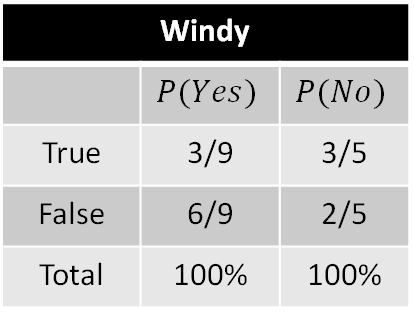 Windy
P(Yes) P(No)
True 3/9 3/5
False 6/9 2/5
Total 100% 100%